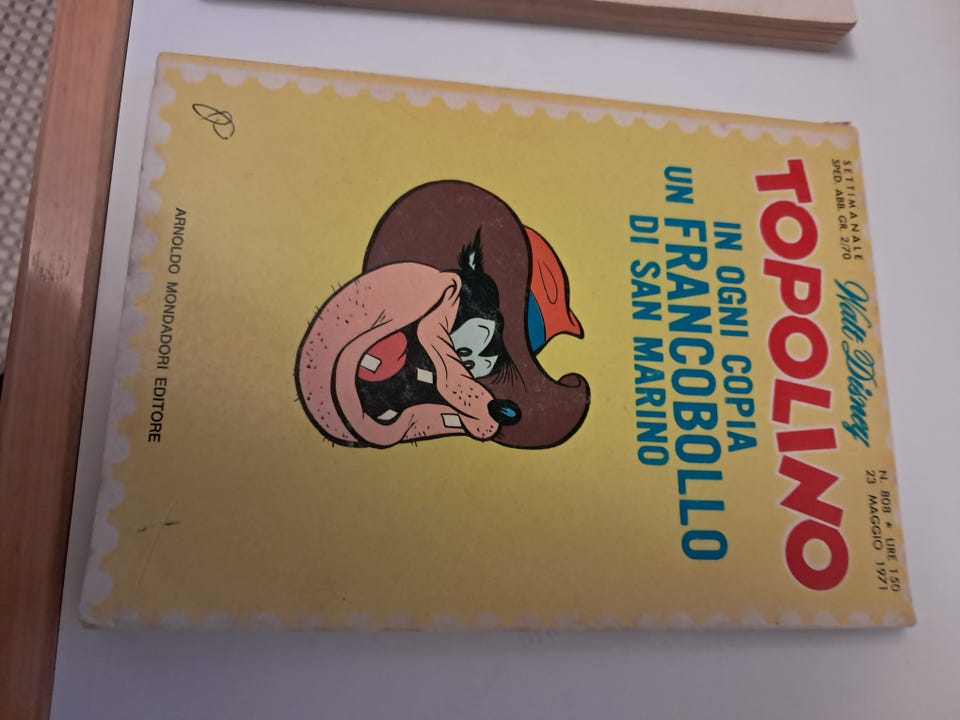 SETTIMANALE
SPED. ABB. GR. 2/70
Walt Disney
N. 808 * LIRE 150
23 MAGGIO 1971
TOPOLINO
IN OGNI COPIA
UN FRANCOBOLLO
DI SAN MARINO
ARNOLDO MONDADORI EDITORE